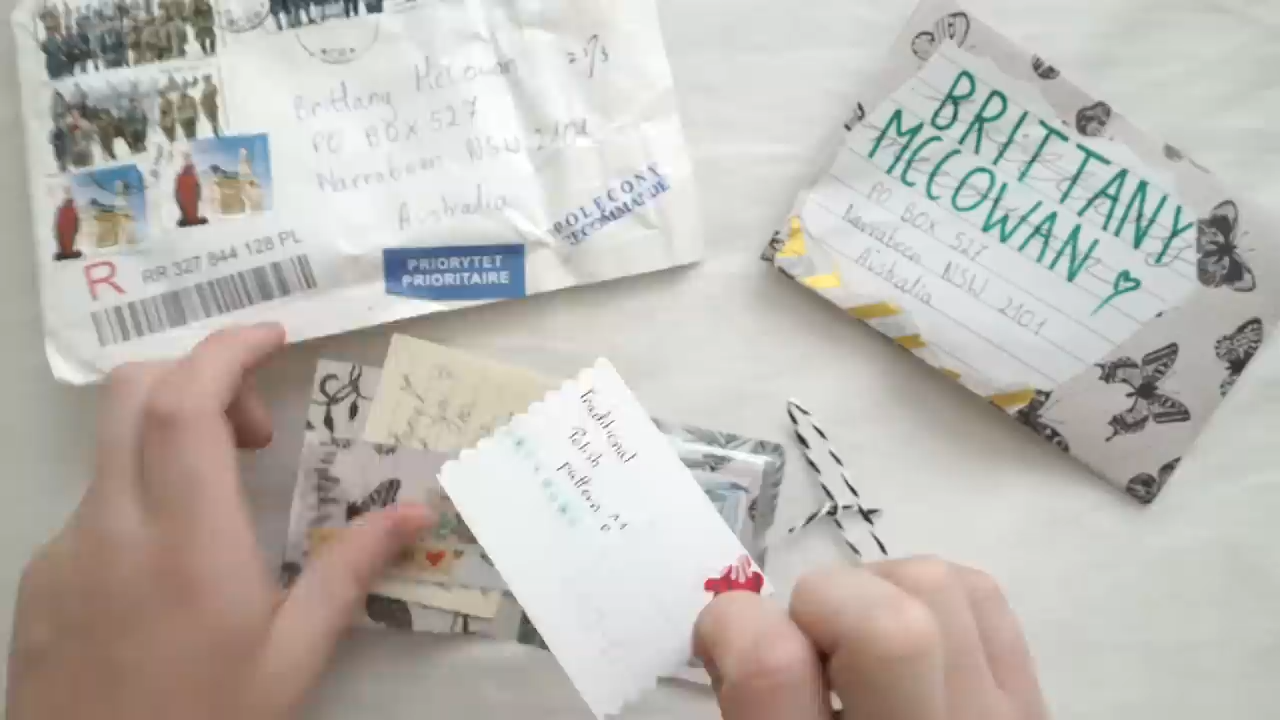 Brittany McCowan
PO BOX 527
Narrabeen NSW 2101
Australia
POLECONY
RECOMMANDÉ
PRIORYTET
PRIORITAIRE
R
RR 327 844 128 PL
BRITTANY
MCCOWAN
PO BOX 527
Narrabeen NSW 2101
Australia
Traditional
Polish
pattern